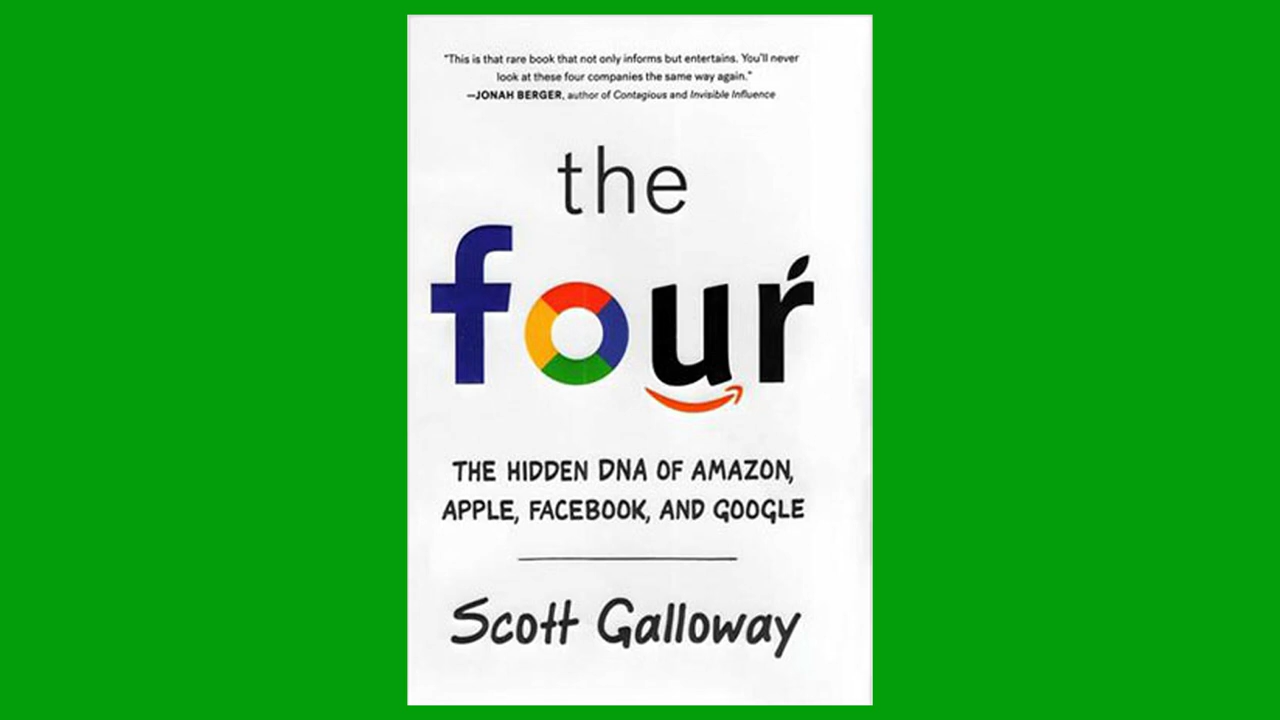 "This is that rare book that not only informs but entertains. You'll never
look at these four companies the same way again."
—JONAH BERGER, author of Contagious and Invisible Influence
the
four
THE HIDDEN DNA OF AMAZON,
APPLE, FACEBOOK, AND GOOGLE
Scott Galloway